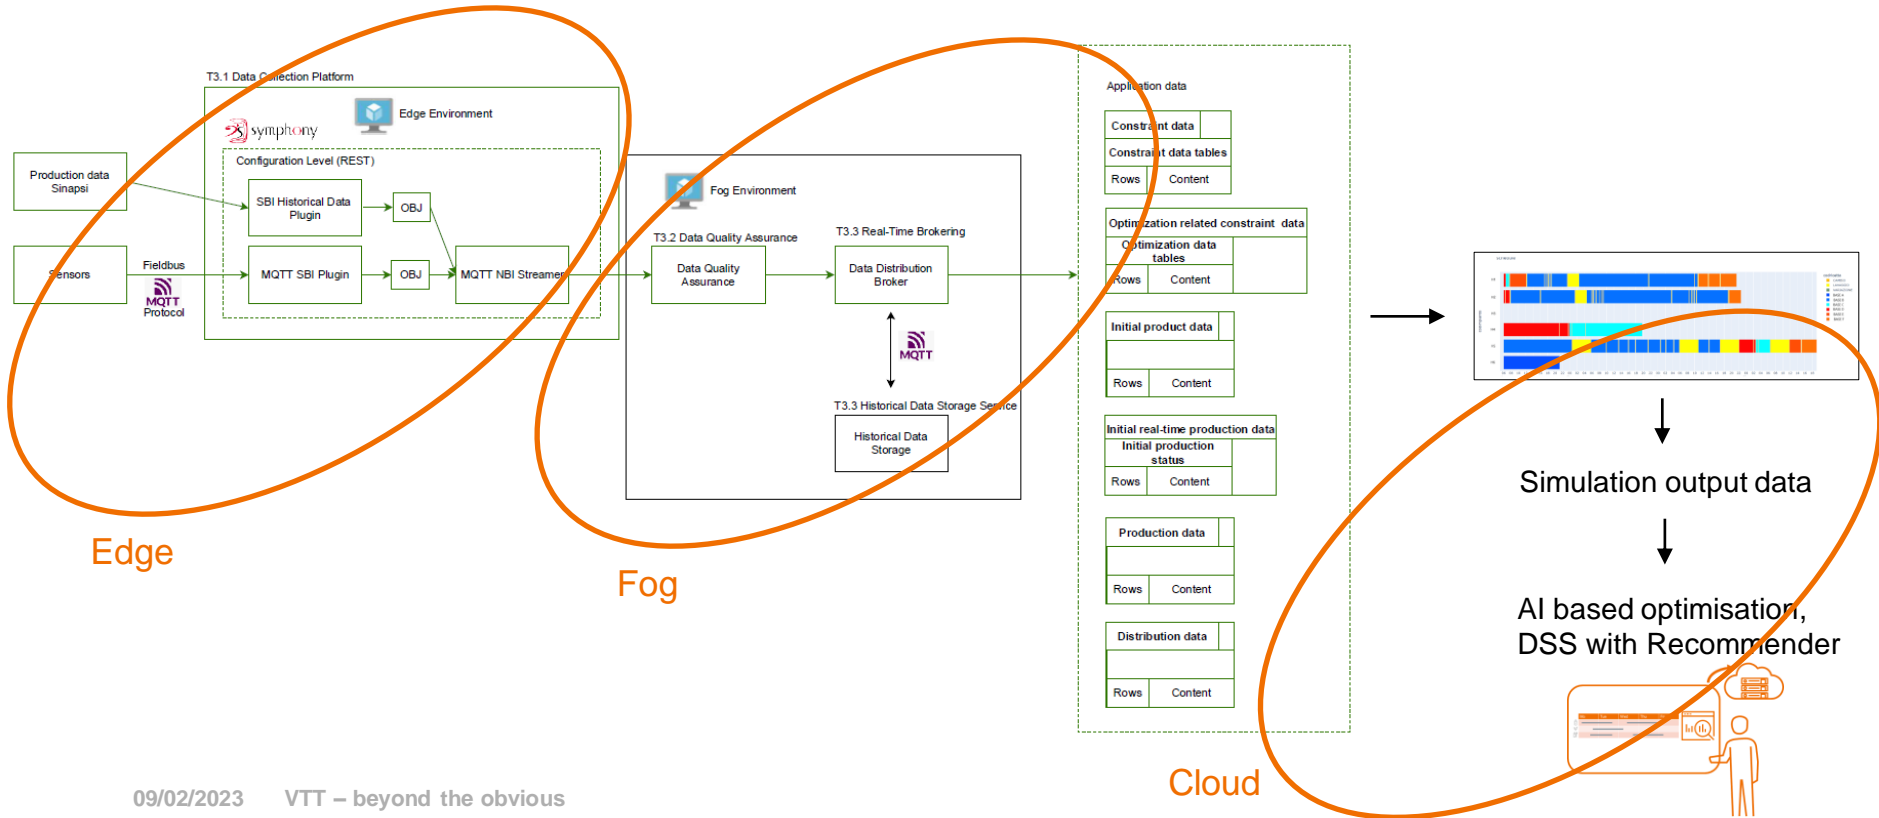 T3.1 Data Collection Platform
Edge Environment
symphony
Configuration Level (REST)
Production data
Sinapsi
SBI Historical Data
Plugin
OBJ
Sensors
Fieldbus
MQTT
Protocol
MQTT SBI Plugin
OBJ
MQTT NBI Streamer
Edge
Fog Environment
T3.2 Data Quality Assurance
Data Quality
Assurance
T3.3 Real-Time Brokering
Data Distribution
Broker
MQTT
T3.3 Historical Data Storage Service
Historical Data
Storage
Fog
Application data
Constraint data
Constraint data tables
Rows Content
Optimization related constraint data
Optimization data
tables
Rows Content
Initial product data
Rows Content
Initial real-time production data
Initial production
status
Rows Content
Production data
Rows Content
Distribution data
Rows Content
Simulation output data
AI based optimisation,
DSS with Recommender
Cloud
09/02/2023 VTT – beyond the obvious